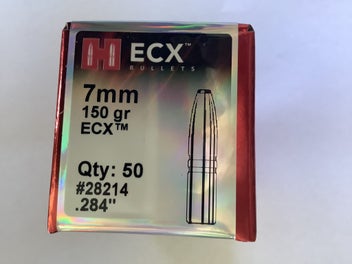 H ECX™
BULLETS
7mm
150 gr
ECX™
Qty: 50
#28214
.284"